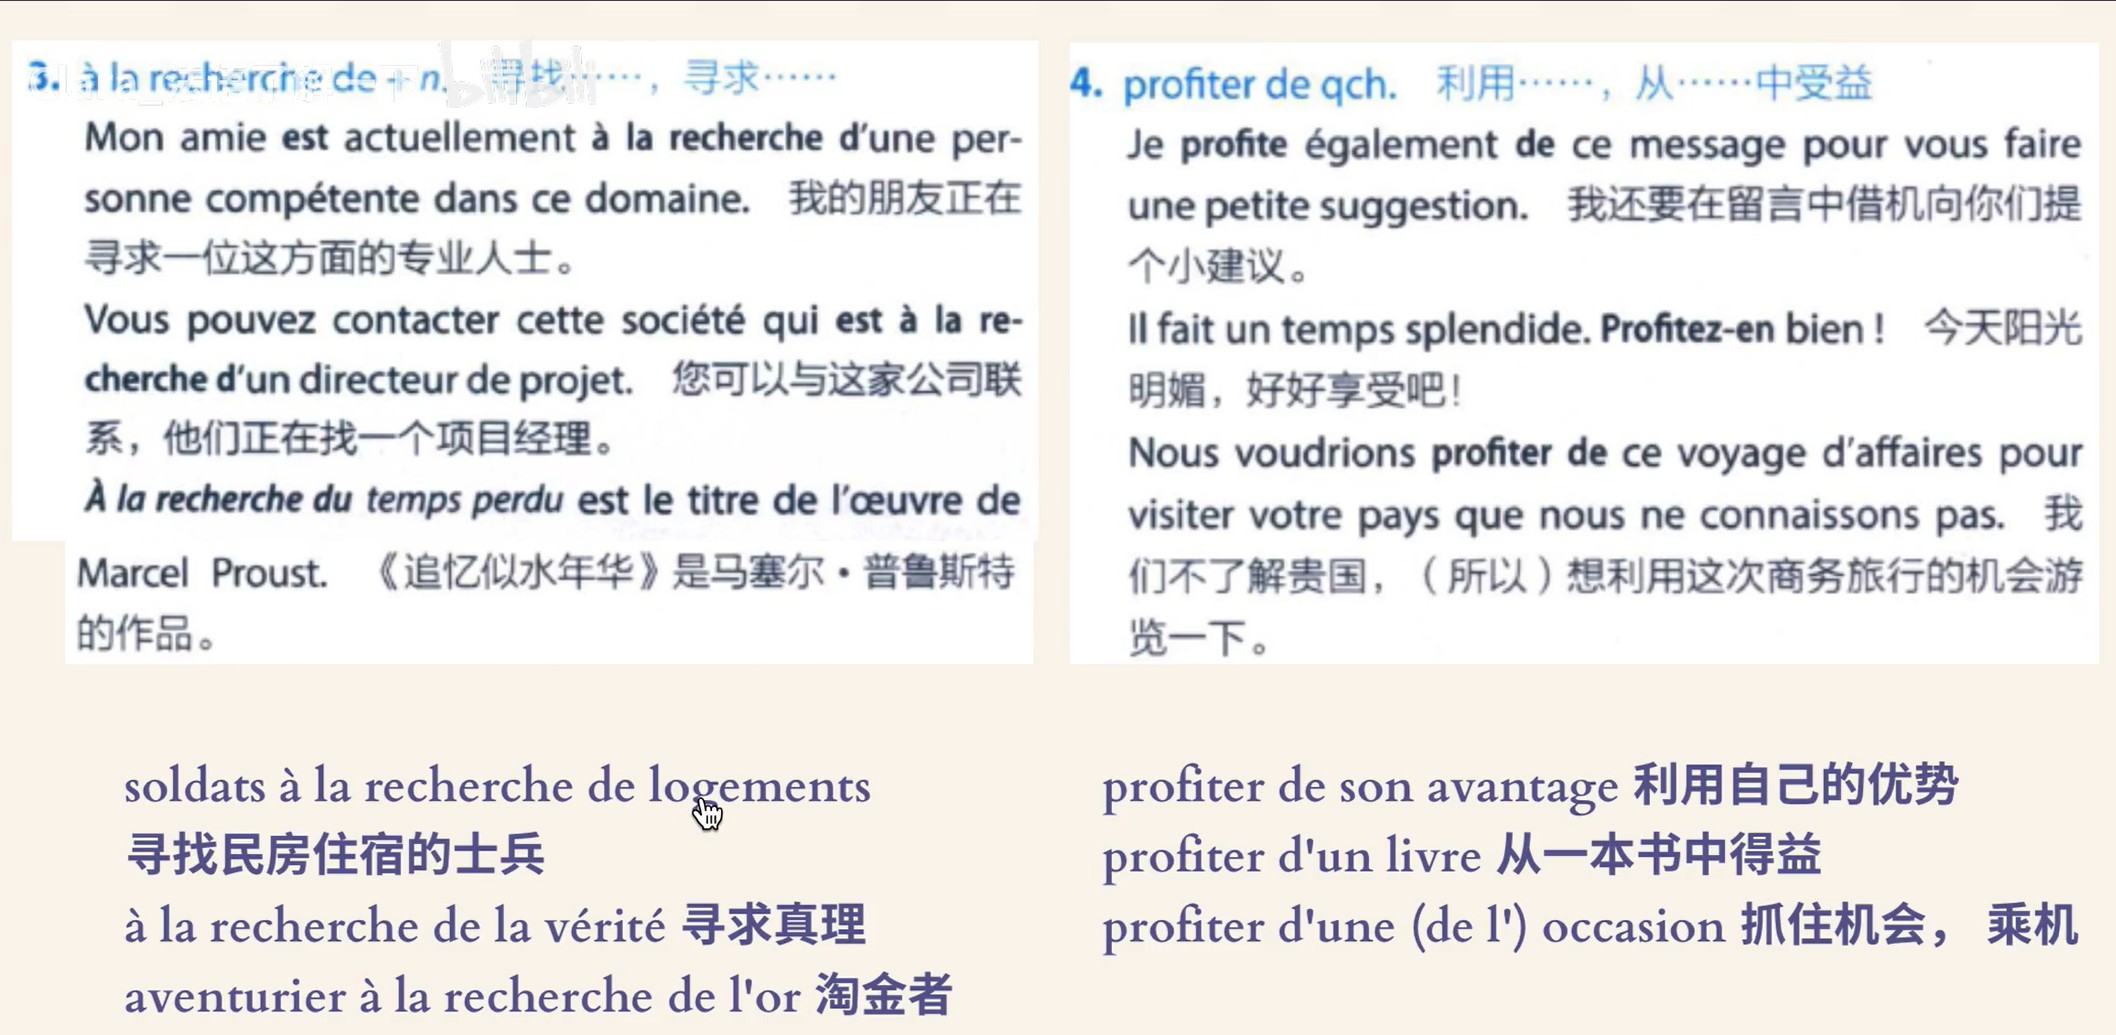 3. à la recherche de + n. 寻找……，寻求……
Mon amie est actuellement à la recherche d'une per-
sonne compétente dans ce domaine. 我的朋友正在
寻求一位这方面的专业人士。
Vous pouvez contacter cette société qui est à la re-
cherche d'un directeur de projet. 您可以与这家公司联
系，他们正在找一个项目经理。
À la recherche du temps perdu est le titre de l'œuvre de
Marcel Proust. 《追忆似水年华》是马塞尔·普鲁斯特
的作品。
soldats à la recherche de logements
寻找民房住宿的士兵
à la recherche de la vérité 寻求真理
aventurier à la recherche de l'or 淘金者
4. profiter de qch. 利用……，从……中受益
Je profite également de ce message pour vous faire
une petite suggestion. 我还要在留言中借机向你们提
个小建议。
Il fait un temps splendide. Profitez-en bien ! 今天阳光
明媚，好好享受吧！
Nous voudrions profiter de ce voyage d'affaires pour
visiter votre pays que nous ne connaissons pas. 我
们不了解贵国，（所以）想利用这次商务旅行的机会游
览一下。
profiter de son avantage 利用自己的优势
profiter d'un livre 从一本书中得益
profiter d'une (de l') occasion 抓住机会， 乘机
bilibili